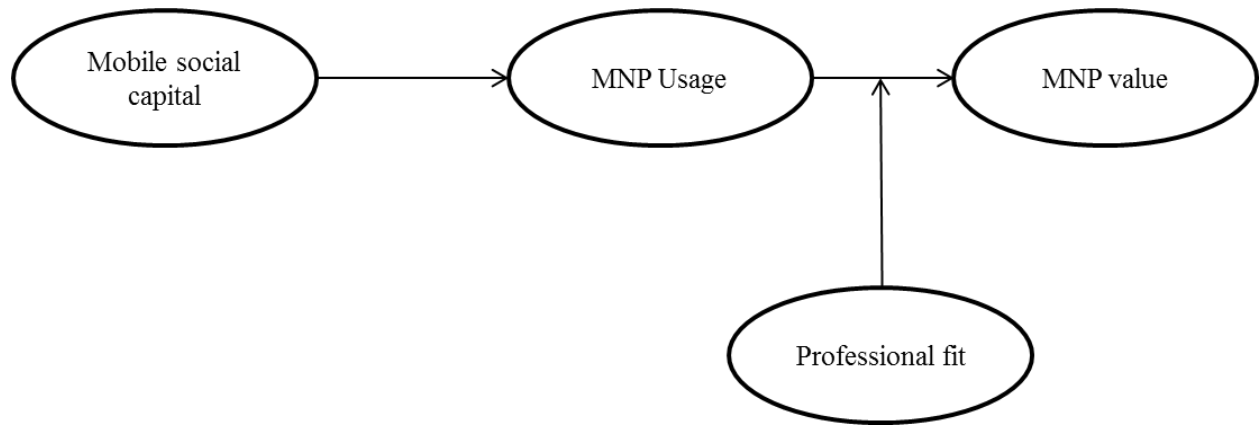 Mobile social
capital
MNP Usage
MNP value
Professional fit